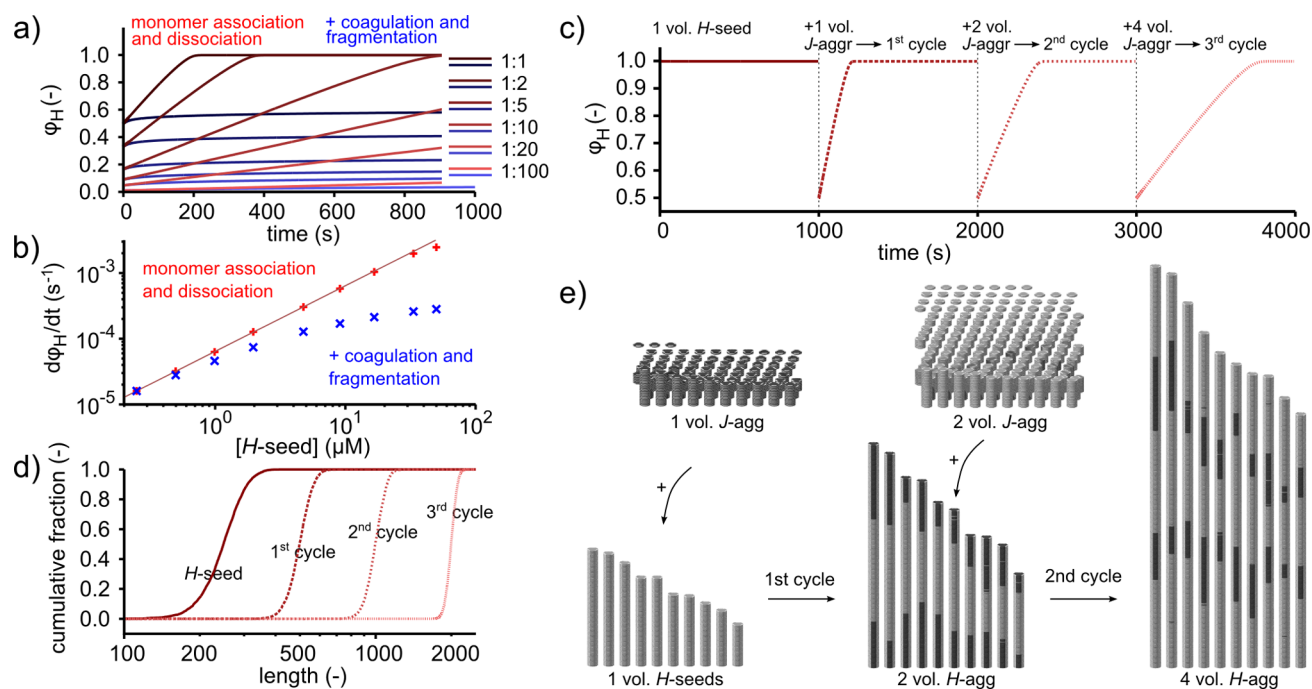 a)
monomer association
and dissociation
+ coagulation and
fragmentation
φH (-)
1.0
0.8
0.6
0.4
0.2
0.0
0
200
400
600
800
1000
time (s)
1:1
1:2
1:5
1:10
1:20
1:100
b)
dφH/dt (s⁻¹)
10⁻³
10⁻⁴
10⁻⁵
monomer association
and dissociation
+ coagulation and
fragmentation
10⁰
10¹
10²
[H-seed] (µM)
c)
1 vol. H-seed
+1 vol.
J-aggr
1st cycle
+2 vol.
J-aggr
2nd cycle
+4 vol.
J-aggr
3rd cycle
φH (-)
1.0
0.9
0.8
0.7
0.6
0.5
0
1000
2000
3000
4000
time (s)
d)
cumulative fraction (-)
1.0
0.8
0.6
0.4
0.2
0.0
H-seed
1st cycle
2nd cycle
3rd cycle
100
200
500
1000
2000
length (-)
e)
1 vol. J-agg
2 vol. J-agg
+
+
1st cycle
2nd cycle
1 vol. H-seeds
2 vol. H-agg
4 vol. H-agg